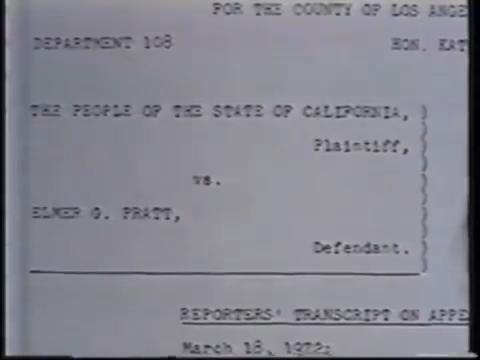 FOR THE COUNTY OF LOS ANGE
DEPARTMENT 108 HON. KAT
THE PEOPLE OF THE STATE OF CALIFORNIA, )
Plaintiff, )
vs. )
ELMER G. PRATT, )
Defendant. )
REPORTERS' TRANSCRIPT ON APPE
March 18, 1972;